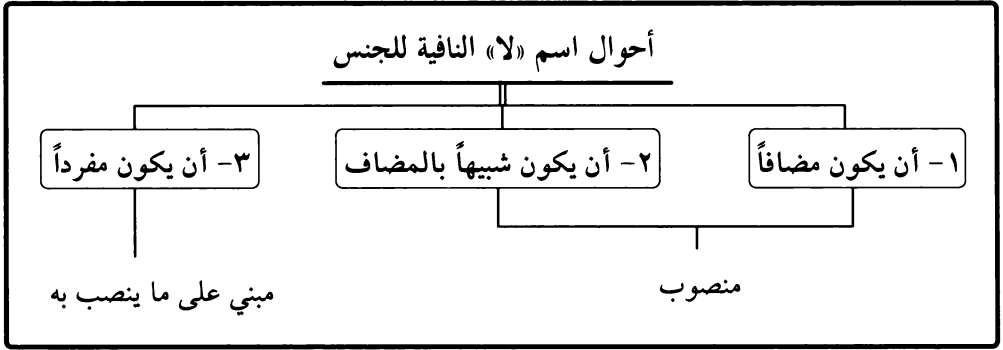 أحوال اسم «لا» النافية للجنس
١- أن يكون مضافاً
٢- أن يكون شبيهاً بالمضاف
٣- أن يكون مفرداً
منصوب
مبني على ما ينصب به